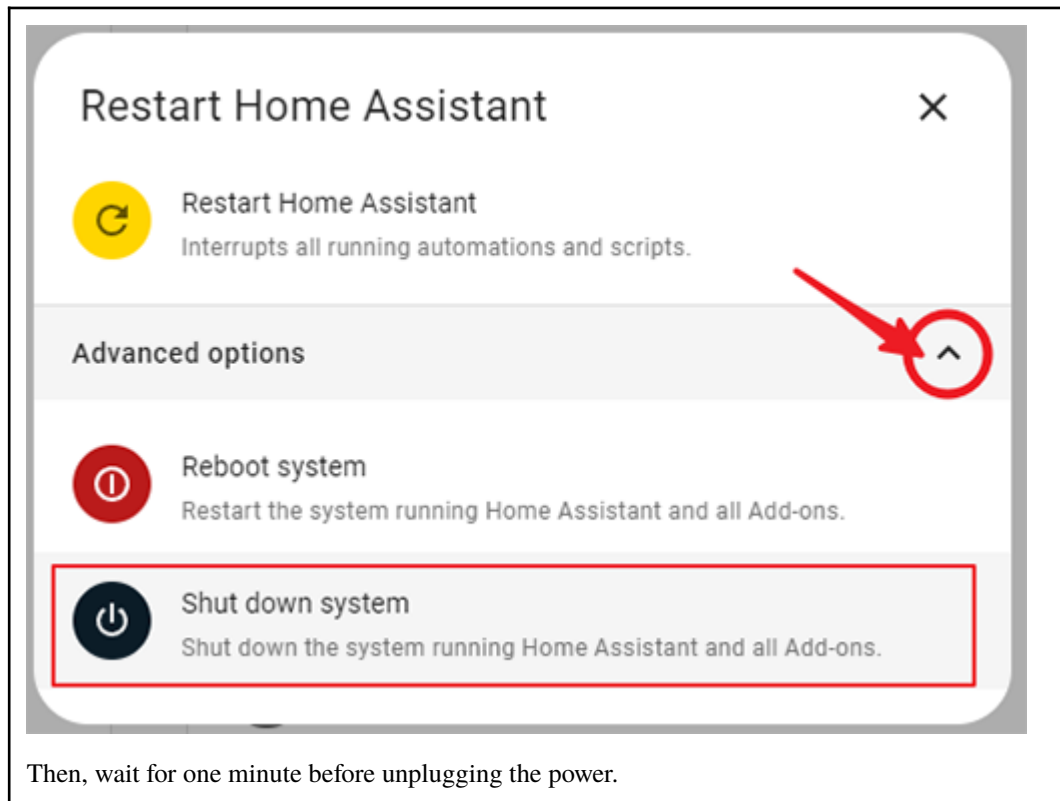 Restart Home Assistant
Restart Home Assistant
Interrupts all running automations and scripts.
Advanced options
Reboot system
Restart the system running Home Assistant and all Add-ons.
Shut down system
Shut down the system running Home Assistant and all Add-ons.
Then, wait for one minute before unplugging the power.